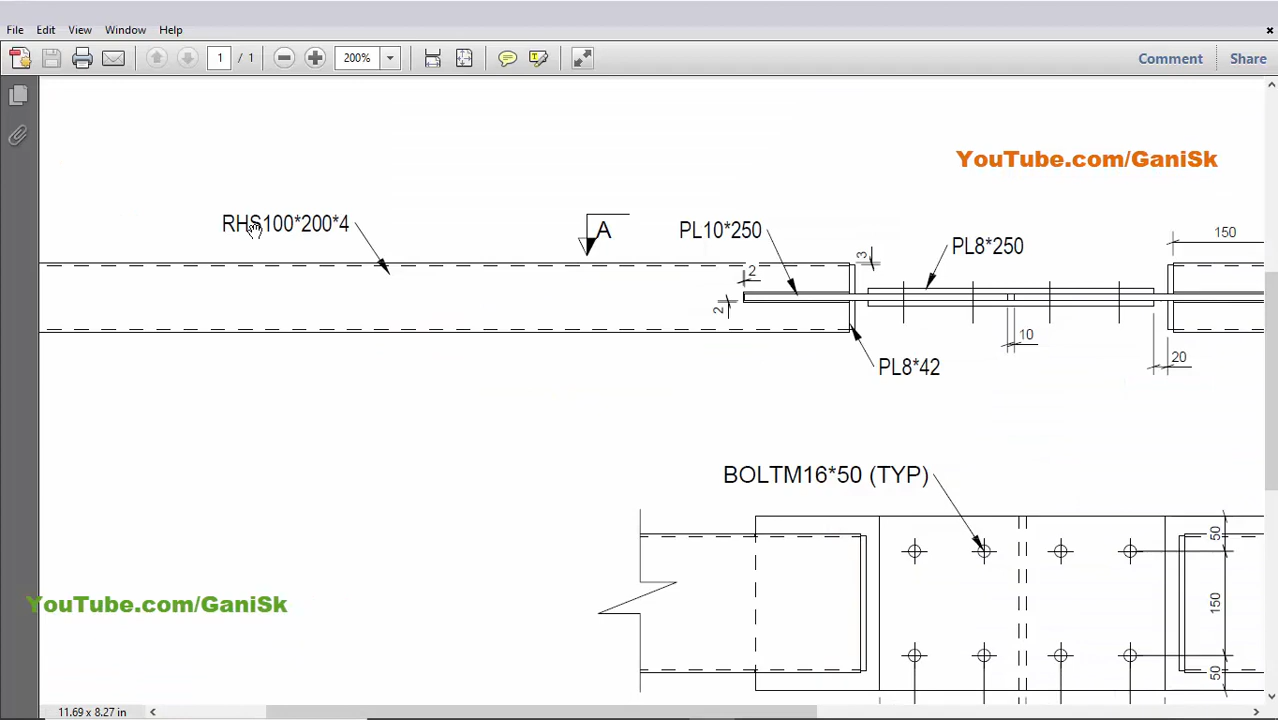 File Edit View Window Help
1 / 1 200% Comment Share
YouTube.com/GaniSk
RHS100*200*4
A
PL10*250
PL8*250
150
3
2
2
10
20
PL8*42
BOLTM16*50 (TYP)
50
150
50
YouTube.com/GaniSk
11.69 x 8.27 in